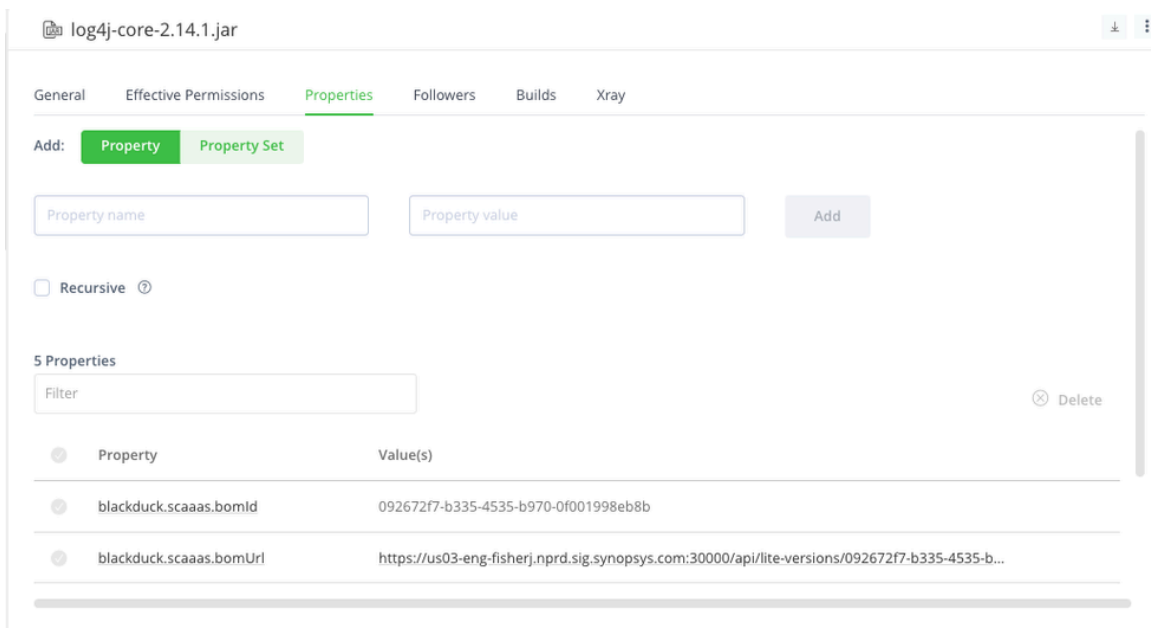 log4j-core-2.14.1.jar
General Effective Permissions Properties Followers Builds Xray
Add: Property Property Set
Property name Property value Add
Recursive ?
5 Properties
Filter
Delete
Property Value(s)
blackduck.scaaas.bomId 092672f7-b335-4535-b970-0f001998eb8b
blackduck.scaaas.bomUrl https://us03-eng-fisherj.nprd.sig.synopsys.com:30000/api/lite-versions/092672f7-b335-4535-b...